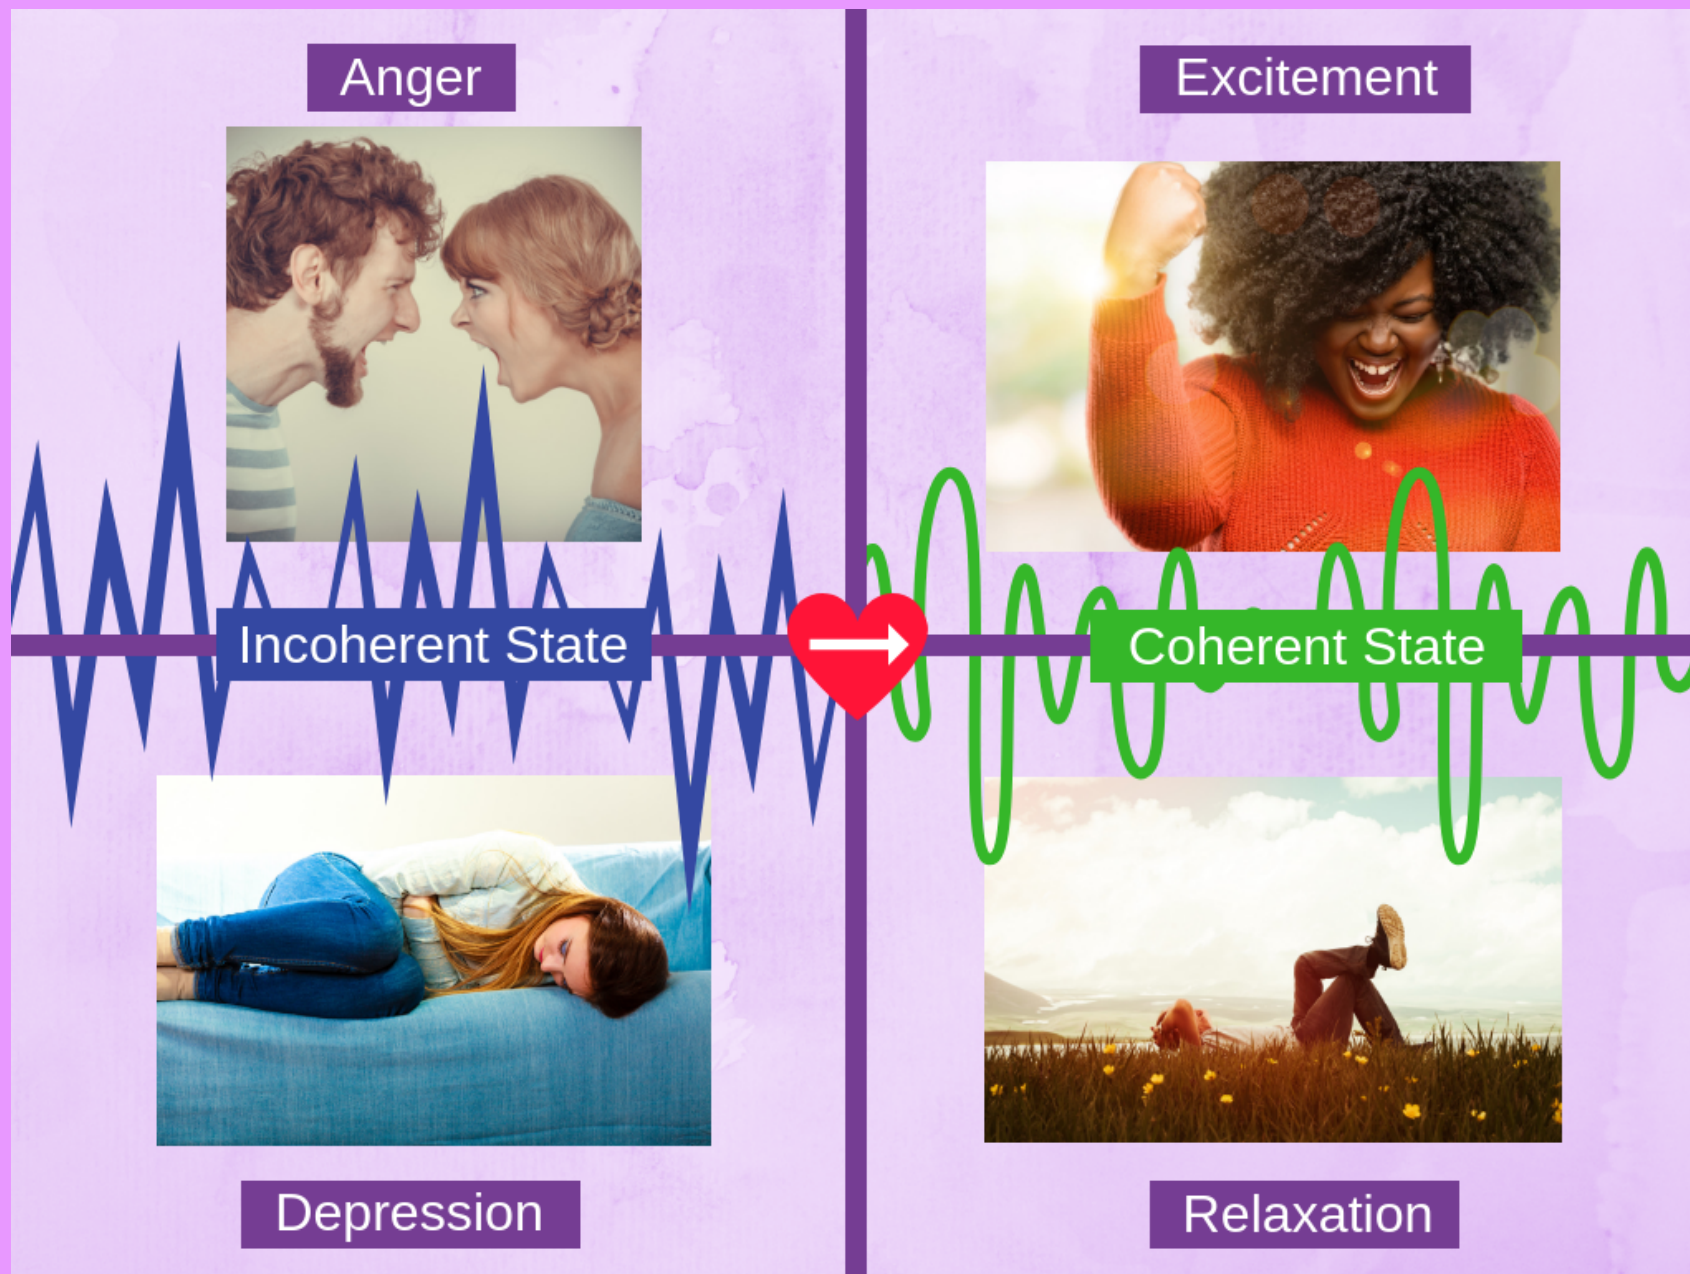 Anger
Excitement
Incoherent State
Coherent State
Depression
Relaxation